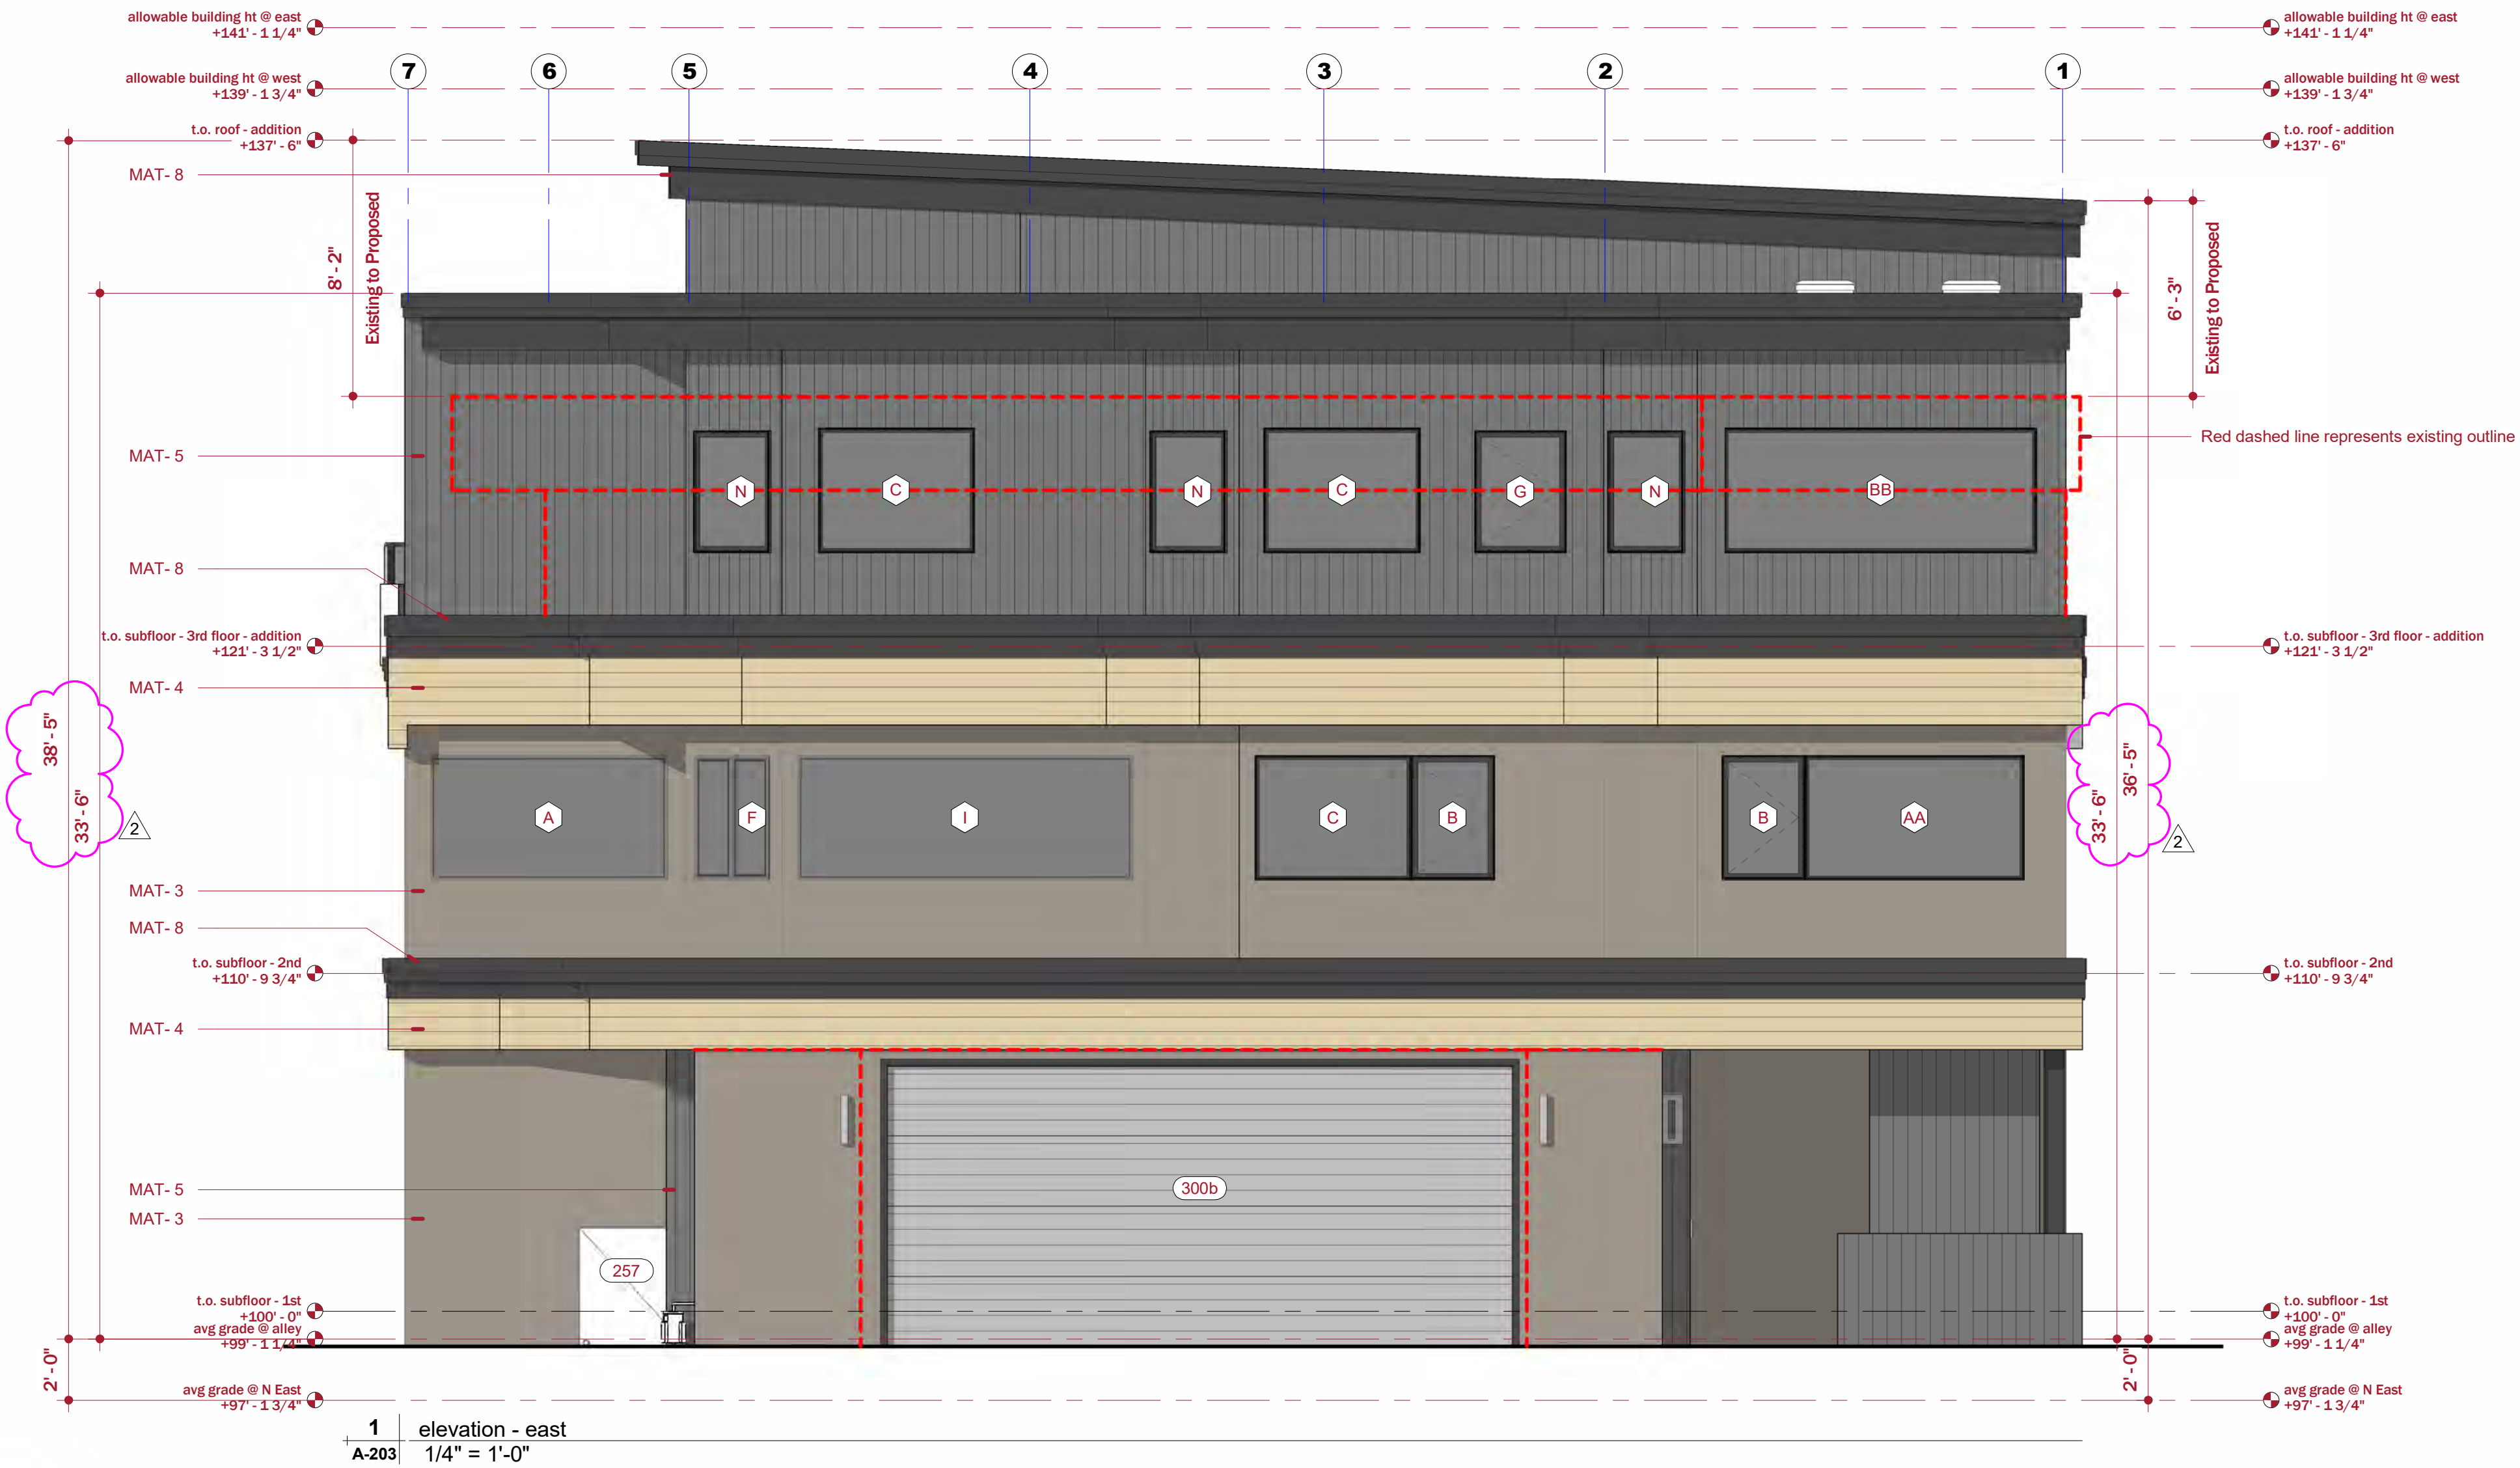 allowable building ht @ east
+141' - 1 1/4"
allowable building ht @ east
+141' - 1 1/4"
7
6
5
4
3
2
1
allowable building ht @ west
+139' - 1 3/4"
allowable building ht @ west
+139' - 1 3/4"
t.o. roof - addition
+137' - 6"
t.o. roof - addition
+137' - 6"
MAT- 8
8' - 2"
Existing to Proposed
6' - 3"
Existing to Proposed
MAT- 5
Red dashed line represents existing outline
N
C
N
C
G
N
BB
MAT- 8
t.o. subfloor - 3rd floor - addition
+121' - 3 1/2"
t.o. subfloor - 3rd floor - addition
+121' - 3 1/2"
MAT- 4
38' - 5"
33' - 6"
2
36' - 5"
33' - 6"
2
A
F
I
C
B
B
AA
MAT- 3
MAT- 8
t.o. subfloor - 2nd
+110' - 9 3/4"
t.o. subfloor - 2nd
+110' - 9 3/4"
MAT- 4
MAT- 5
300b
MAT- 3
257
t.o. subfloor - 1st
+100' - 0"
t.o. subfloor - 1st
+100' - 0"
avg grade @ alley
+99' - 1 1/4"
avg grade @ alley
+99' - 1 1/4"
2' - 0"
2' - 0"
avg grade @ N East
+97' - 1 3/4"
avg grade @ N East
+97' - 1 3/4"
1
elevation - east
A-203
1/4" = 1'-0"